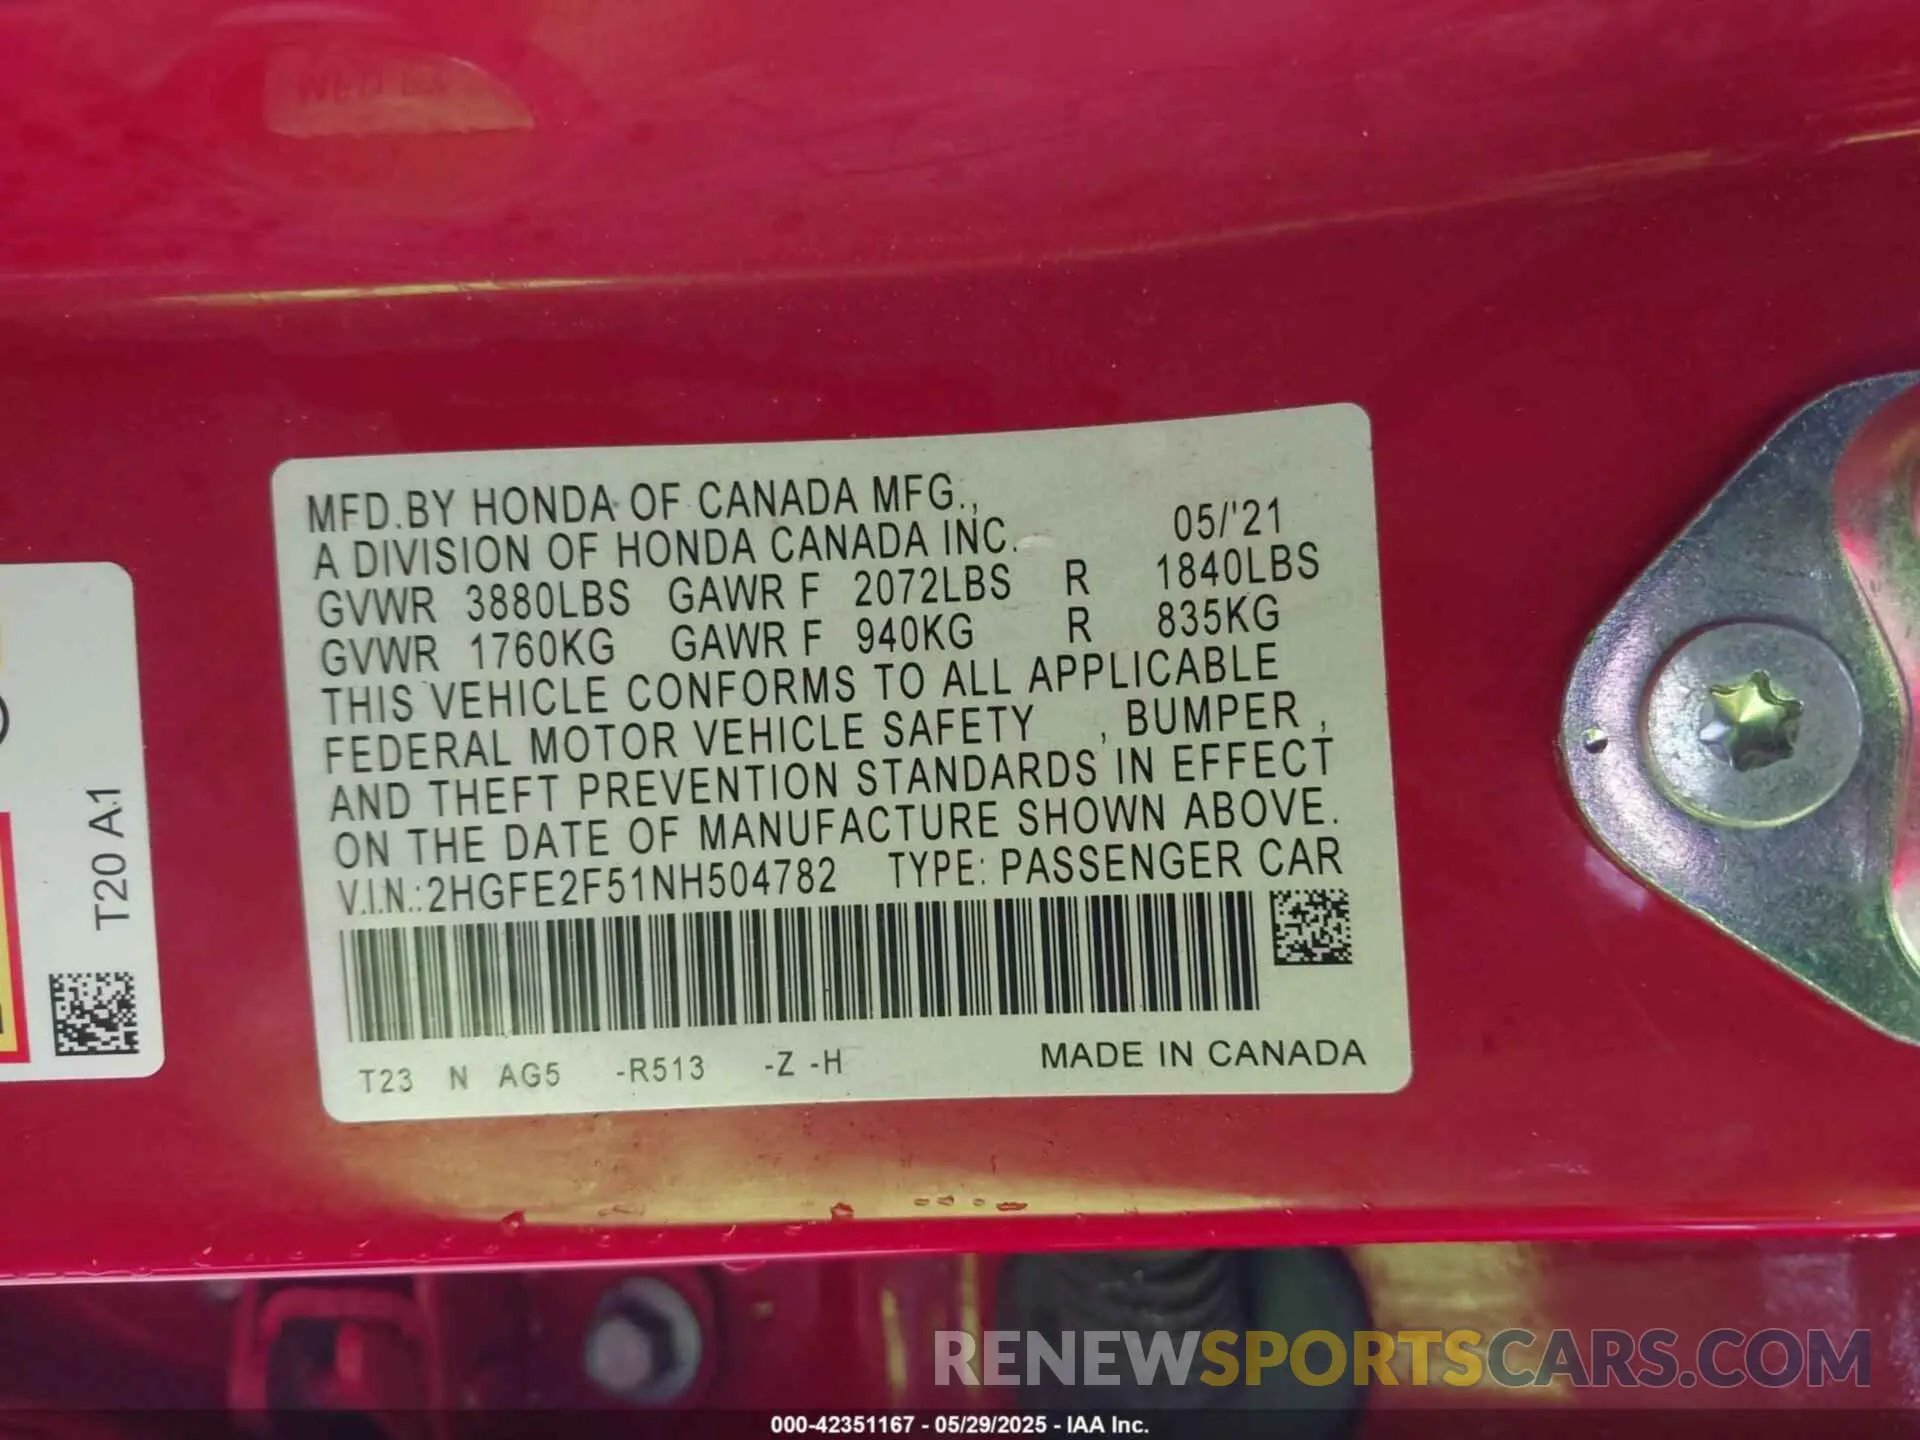 MFD.BY HONDA OF CANADA MFG.,
A DIVISION OF HONDA CANADA INC. 05/'21
GVWR 3880LBS GAWR F 2072LBS R 1840LBS
GVWR 1760KG GAWR F 940KG R 835KG
THIS VEHICLE CONFORMS TO ALL APPLICABLE
FEDERAL MOTOR VEHICLE SAFETY , BUMPER ,
AND THEFT PREVENTION STANDARDS IN EFFECT
ON THE DATE OF MANUFACTURE SHOWN ABOVE.
V.I.N.:2HGFE2F51NH504782 TYPE: PASSENGER CAR
T23 N AG5 -R513 -Z -H MADE IN CANADA
T20 A1
RENEWSPORTSCARS.COM
000-42351167 - 05/29/2025 - IAA Inc.